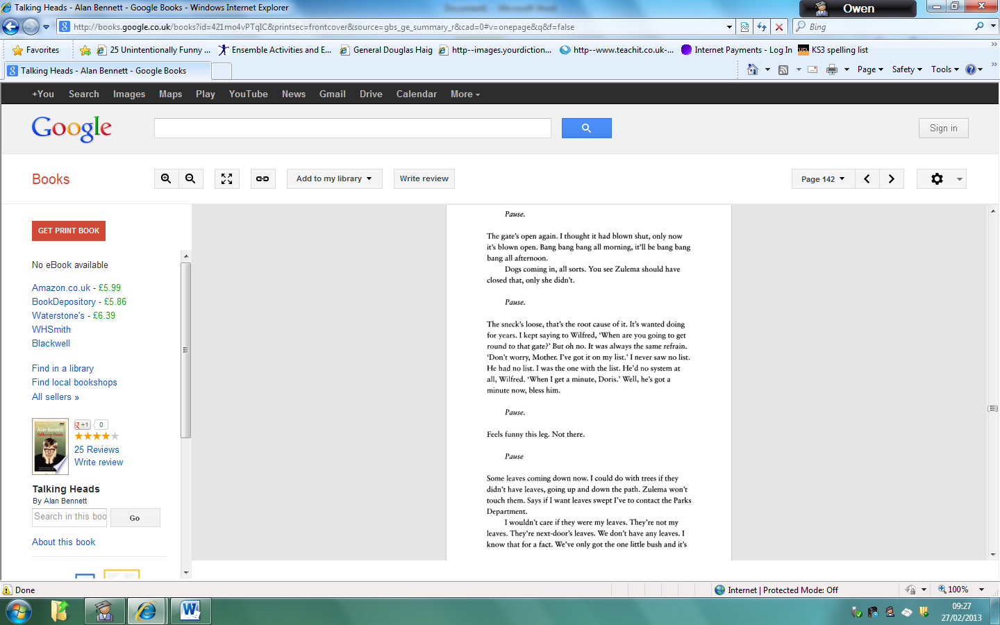 Talking Heads - Alan Bennett - Google Books - Windows Internet Explorer
Owen
http://books.google.co.uk/books?id=421mo4vPTqIC&printsec=frontcover&source=gbs_ge_summary_r&cad=0#v=onepage&q&f=false
Bing
Favorites
25 Unintentionally Funny ...
Ensemble Activities and E...
General Douglas Haig
http--images.yourdiction...
http--www.teachit.co.uk-...
Internet Payments - Log In
KS3 spelling list
Talking Heads - Alan Bennett - Google Books
Page
Safety
Tools
+You Search Images Maps Play YouTube News Gmail Drive Calendar More
Google
Sign in
Books
Add to my library
Write review
Page 142
GET PRINT BOOK
No eBook available
Amazon.co.uk - £5.99
BookDepository - £5.86
Waterstone's - £6.39
WHSmith
Blackwell
Find in a library
Find local bookshops
All sellers »
Alan Bennett
Talking Heads
+1 0
25 Reviews
Write review
Talking Heads
By Alan Bennett
Search in this boo
Go
About this book
Pause.
The gate's open again. I thought it had blown shut, only now
it's blown open. Bang bang bang all morning, it'll be bang bang
bang all afternoon.
Dogs coming in, all sorts. You see Zulema should have
closed that, only she didn't.
Pause.
The sneck's loose, that's the root cause of it. It's wanted doing
for years. I kept saying to Wilfred, ‘When are you going to get
round to that gate?’ But oh no. It was always the same refrain.
‘Don't worry, Mother. I've got it on my list.’ I never saw no list.
He had no list. I was the one with the list. He'd no system at
all, Wilfred. ‘When I get a minute, Doris.’ Well, he's got a
minute now, bless him.
Pause.
Feels funny this leg. Not there.
Pause
Some leaves coming down now. I could do with trees if they
didn't have leaves, going up and down the path. Zulema won't
touch them. Says if I want leaves swept I've to contact the Parks
Department.
I wouldn't care if they were my leaves. They're not my
leaves. They're next-door's leaves. We don't have any leaves. I
know that for a fact. We've only got the one little bush and it's
Done
Internet | Protected Mode: Off
100%
09:27
27/02/2013